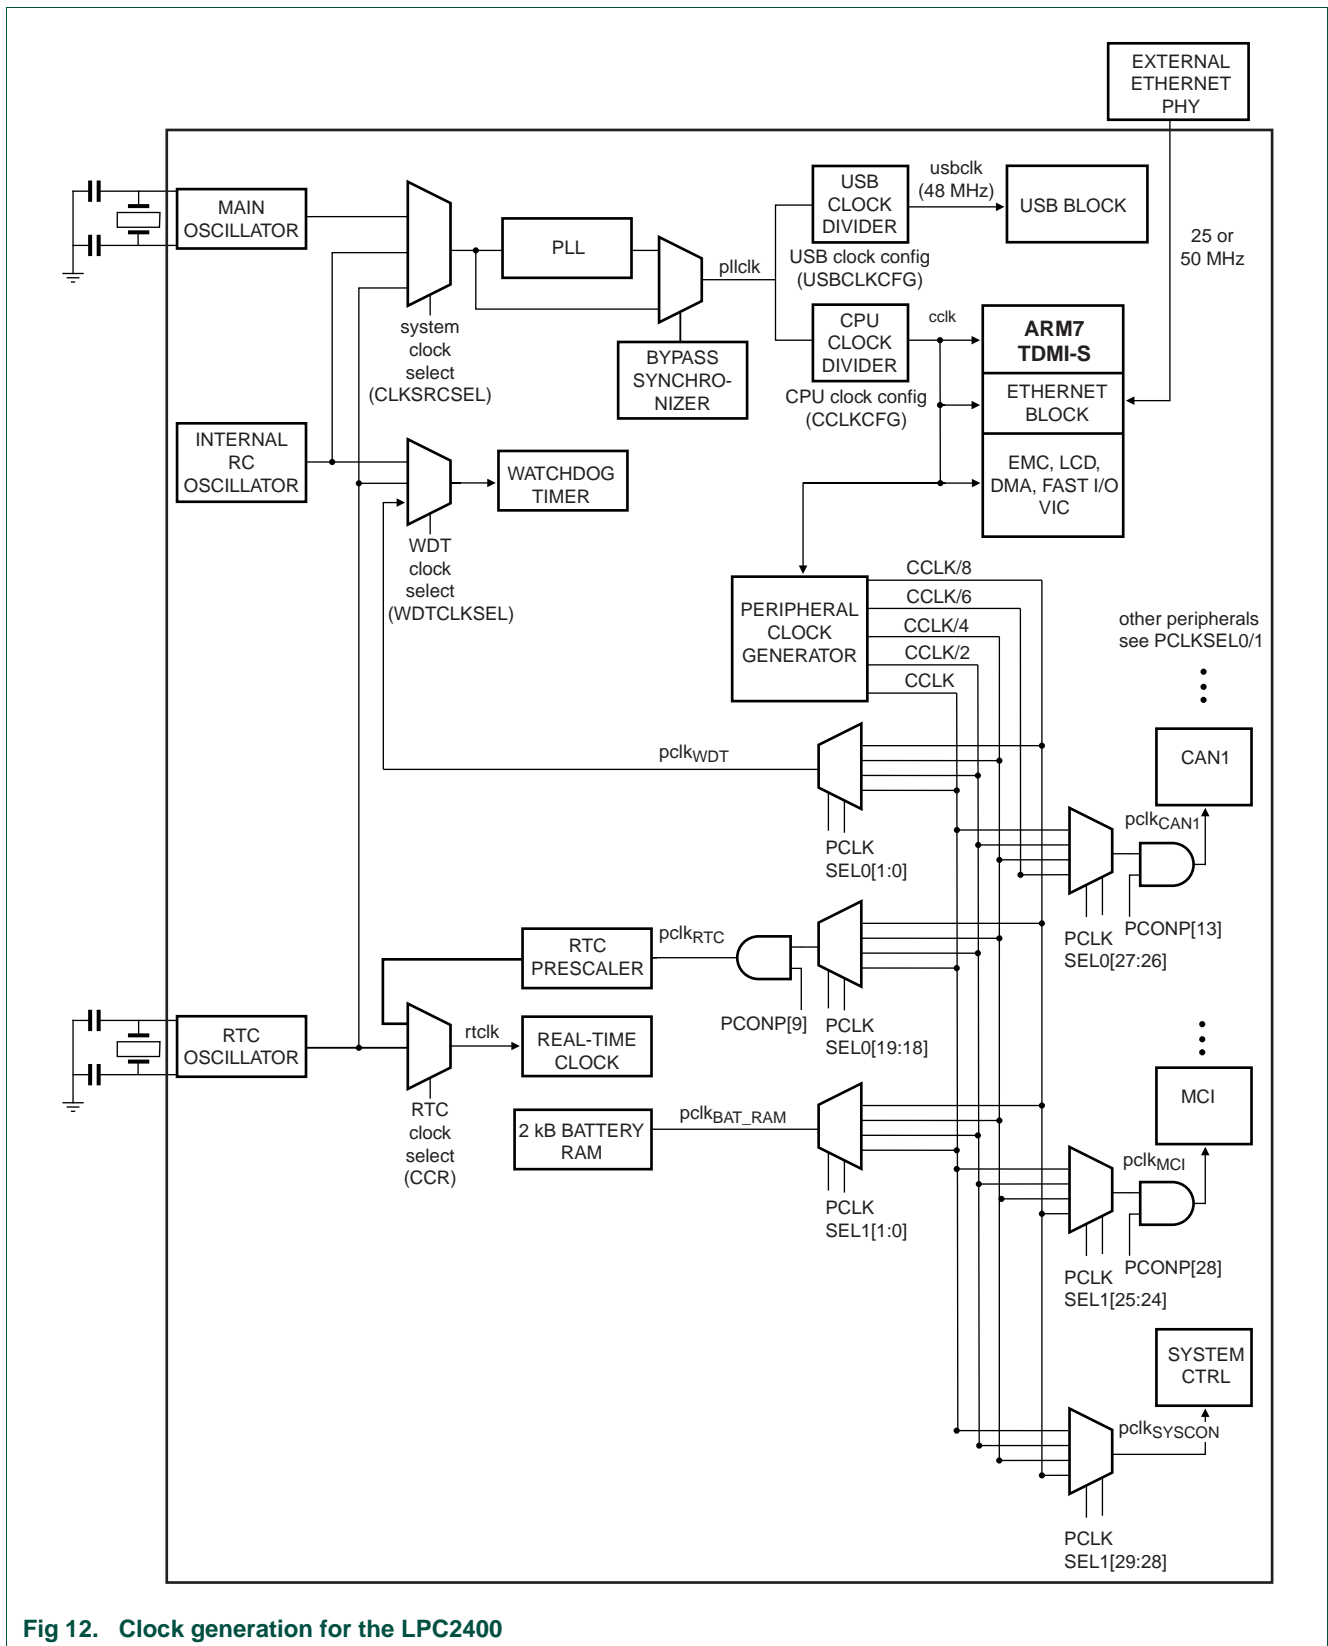 EXTERNAL
ETHERNET
PHY
MAIN
OSCILLATOR
PLL
pllclk
USB
CLOCK
DIVIDER
usbclk
(48 MHz)
USB BLOCK
25 or
50 MHz
USB clock config
(USBCLKCFG)
system
clock
select
(CLKSRCSEL)
BYPASS
SYNCHRO-
NIZER
CPU
CLOCK
DIVIDER
cclk
CPU clock config
(CCLKCFG)
ARM7
TDMI-S
ETHERNET
BLOCK
EMC, LCD,
DMA, FAST I/O
VIC
INTERNAL
RC
OSCILLATOR
WATCHDOG
TIMER
WDT
clock
select
(WDTCLKSEL)
PERIPHERAL
CLOCK
GENERATOR
CCLK/8
CCLK/6
CCLK/4
CCLK/2
CCLK
other peripherals
see PCLKSEL0/1
pclkWDT
PCLK
SEL0[1:0]
CAN1
pclkCAN1
PCONP[13]
PCLK
SEL0[27:26]
RTC
PRESCALER
pclkRTC
PCONP[9]
PCLK
SEL0[19:18]
RTC
OSCILLATOR
rtclk
REAL-TIME
CLOCK
RTC
clock
select
(CCR)
2 kB BATTERY
RAM
pclkBAT_RAM
PCLK
SEL1[1:0]
MCI
pclkMCI
PCONP[28]
PCLK
SEL1[25:24]
SYSTEM
CTRL
pclkSYSCON
PCLK
SEL1[29:28]
Fig 12. Clock generation for the LPC2400